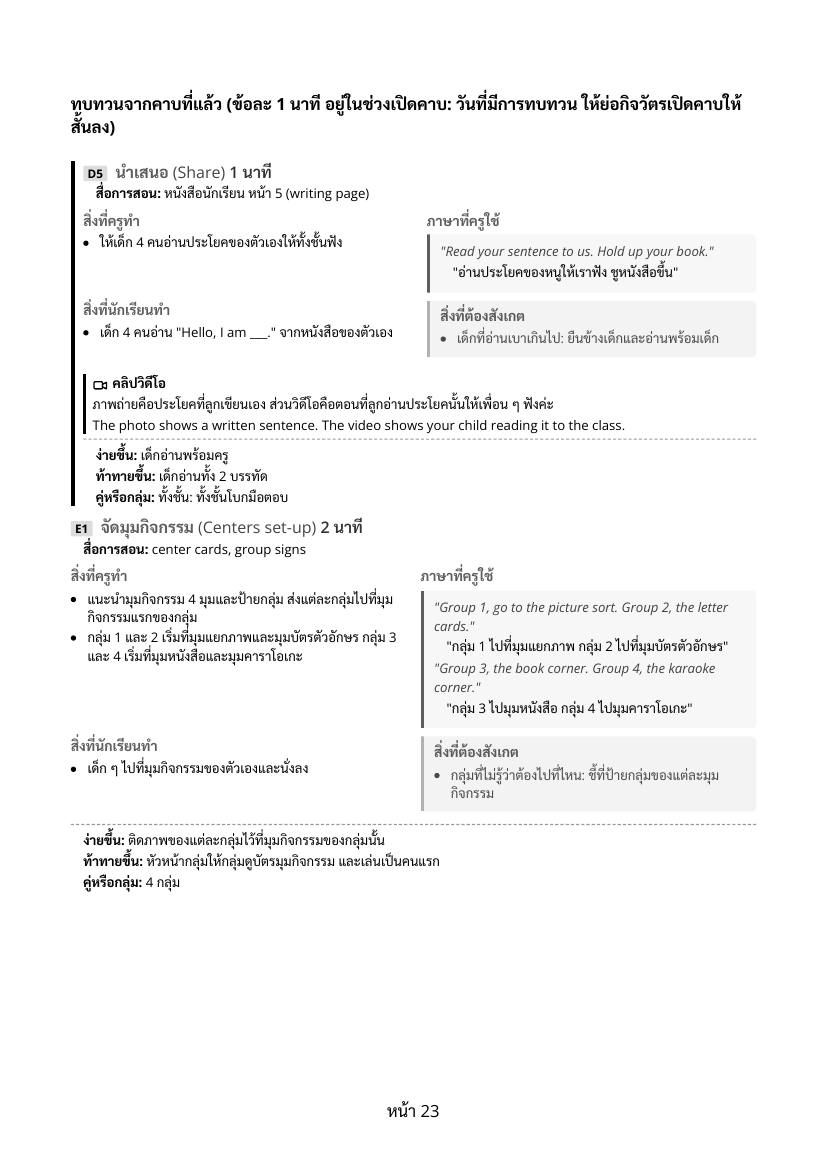 ทบทวนจากคาบที่แล้ว (ข้อละ 1 นาที อยู่ในช่วงเปิดคาบ: วันที่มีการทบทวน ให้ย่อกิจวัตรเปิดคาบให้
สั้นลง)
D5 นำเสนอ (Share) 1 นาที
สื่อการสอน: หนังสือนักเรียน หน้า 5 (writing page)
สิ่งที่ครูทำ
● ให้เด็ก 4 คนอ่านประโยคของตัวเองให้ทั้งชั้นฟัง
ภาษาที่ครูใช้
"Read your sentence to us. Hold up your book."
"อ่านประโยคของหนูให้เราฟัง ชูหนังสือขึ้น"
สิ่งที่นักเรียนทำ
● เด็ก 4 คนอ่าน "Hello, I am ___." จากหนังสือของตัวเอง
สิ่งที่ต้องสังเกต
● เด็กที่อ่านเบาเกินไป: ยืนข้างเด็กและอ่านพร้อมเด็ก
คลิปวิดีโอ
ภาพถ่ายคือประโยคที่ลูกเขียนเอง ส่วนวิดีโอคือตอนที่ลูกอ่านประโยคนั้นให้เพื่อน ๆ ฟังค่ะ
The photo shows a written sentence. The video shows your child reading it to the class.
ง่ายขึ้น: เด็กอ่านพร้อมครู
ท้าทายขึ้น: เด็กอ่านทั้ง 2 บรรทัด
คู่หรือกลุ่ม: ทั้งชั้น: ทั้งชั้นโบกมือตอบ
E1 จัดมุมกิจกรรม (Centers set-up) 2 นาที
สื่อการสอน: center cards, group signs
สิ่งที่ครูทำ
● แนะนำมุมกิจกรรม 4 มุมและป้ายกลุ่ม ส่งแต่ละกลุ่มไปที่มุม
กิจกรรมแรกของกลุ่ม
● กลุ่ม 1 และ 2 เริ่มที่มุมแยกภาพและมุมบัตรตัวอักษร กลุ่ม 3
และ 4 เริ่มที่มุมหนังสือและมุมคาราโอเกะ
ภาษาที่ครูใช้
"Group 1, go to the picture sort. Group 2, the letter
cards."
"กลุ่ม 1 ไปที่มุมแยกภาพ กลุ่ม 2 ไปที่มุมบัตรตัวอักษร"
"Group 3, the book corner. Group 4, the karaoke
corner."
"กลุ่ม 3 ไปมุมหนังสือ กลุ่ม 4 ไปมุมคาราโอเกะ"
สิ่งที่นักเรียนทำ
● เด็ก ๆ ไปที่มุมกิจกรรมของตัวเองและนั่งลง
สิ่งที่ต้องสังเกต
● กลุ่มที่ไม่รู้ว่าต้องไปที่ไหน: ชี้ที่ป้ายกลุ่มของแต่ละมุม
กิจกรรม
ง่ายขึ้น: ติดภาพของแต่ละกลุ่มไว้ที่มุมกิจกรรมของกลุ่มนั้น
ท้าทายขึ้น: หัวหน้ากลุ่มให้กลุ่มดูบัตรมุมกิจกรรม และเล่นเป็นคนแรก
คู่หรือกลุ่ม: 4 กลุ่ม
หน้า 23